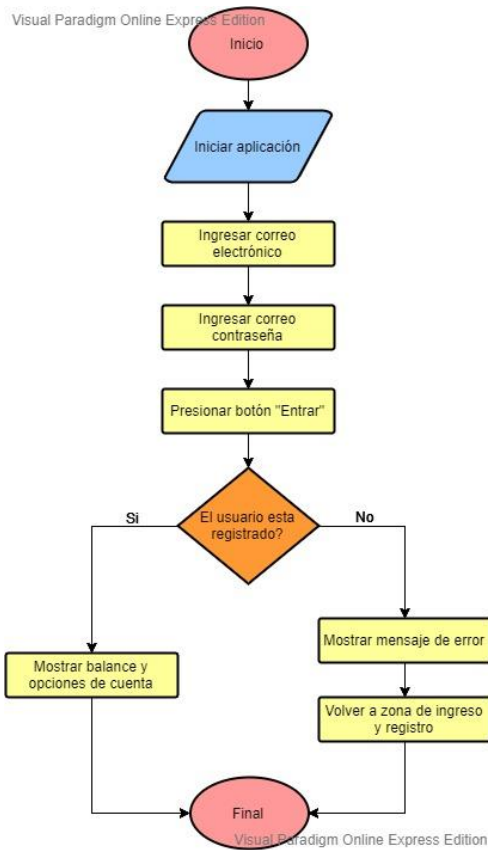 Visual Paradigm Online Express Edition
Inicio
Iniciar aplicación
Ingresar correo
electrónico
Ingresar correo
contraseña
Presionar botón "Entrar"
El usuario esta
registrado?
Si
No
Mostrar balance y
opciones de cuenta
Mostrar mensaje de error
Volver a zona de ingreso
y registro
Final
Visual Paradigm Online Express Edition